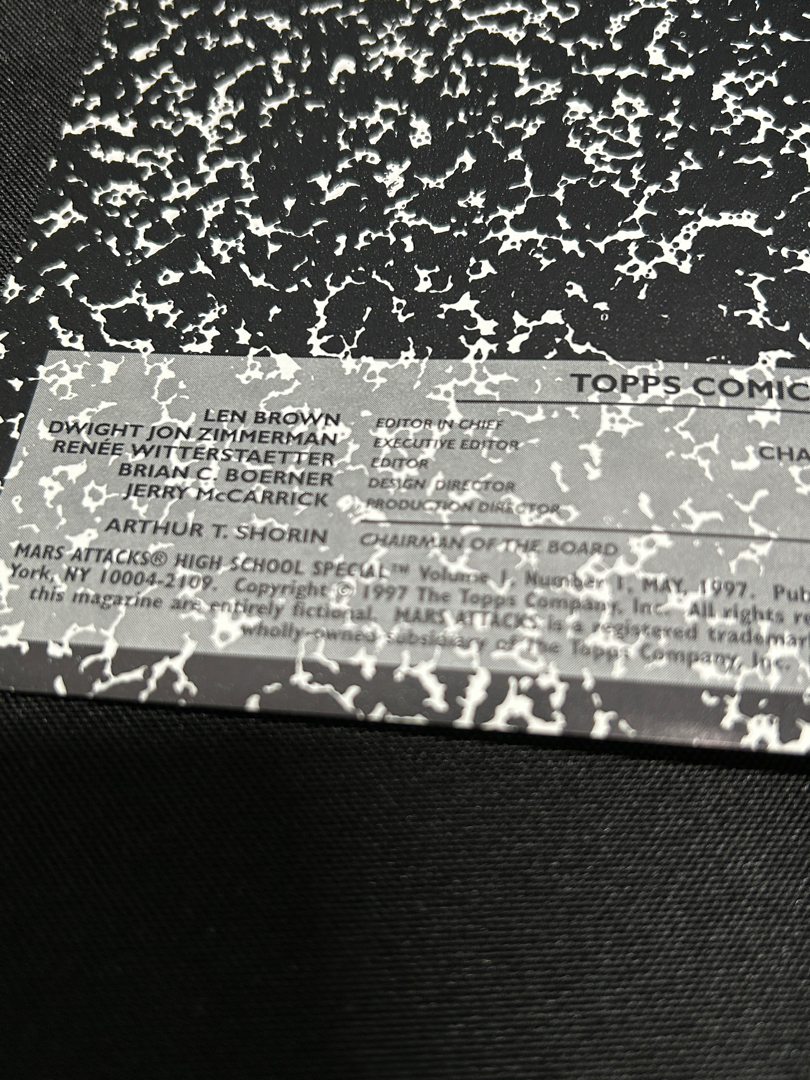 TOPPS COMIC
LEN BROWN EDITOR IN CHIEF
DWIGHT JON ZIMMERMAN EXECUTIVE EDITOR
CHA
RENÉE WITTERSTAETTER EDITOR
BRIAN C. BOERNER DESIGN DIRECTOR
JERRY McCARRICK PRODUCTION DIRECTOR
ARTHUR T. SHORIN CHAIRMAN OF THE BOARD
MARS ATTACKS® HIGH SCHOOL SPECIAL™ Volume 1, Number 1, MAY, 1997. Pub
York, NY 10004-2109. Copyright © 1997 The Topps Company, Inc. All rights re
this magazine are entirely fictional. MARS ATTACKS is a registered trademar
wholly-owned subsidiary of The Topps Company, Inc.